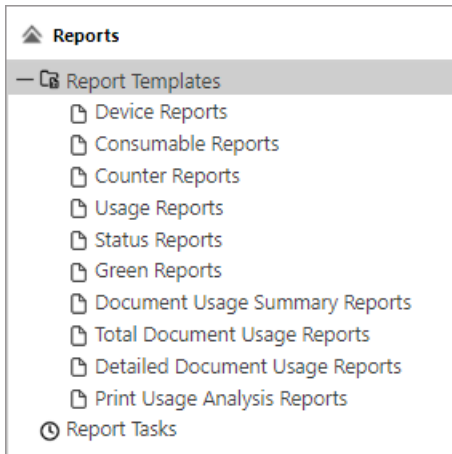 Reports
Report Templates
Device Reports
Consumable Reports
Counter Reports
Usage Reports
Status Reports
Green Reports
Document Usage Summary Reports
Total Document Usage Reports
Detailed Document Usage Reports
Print Usage Analysis Reports
Report Tasks